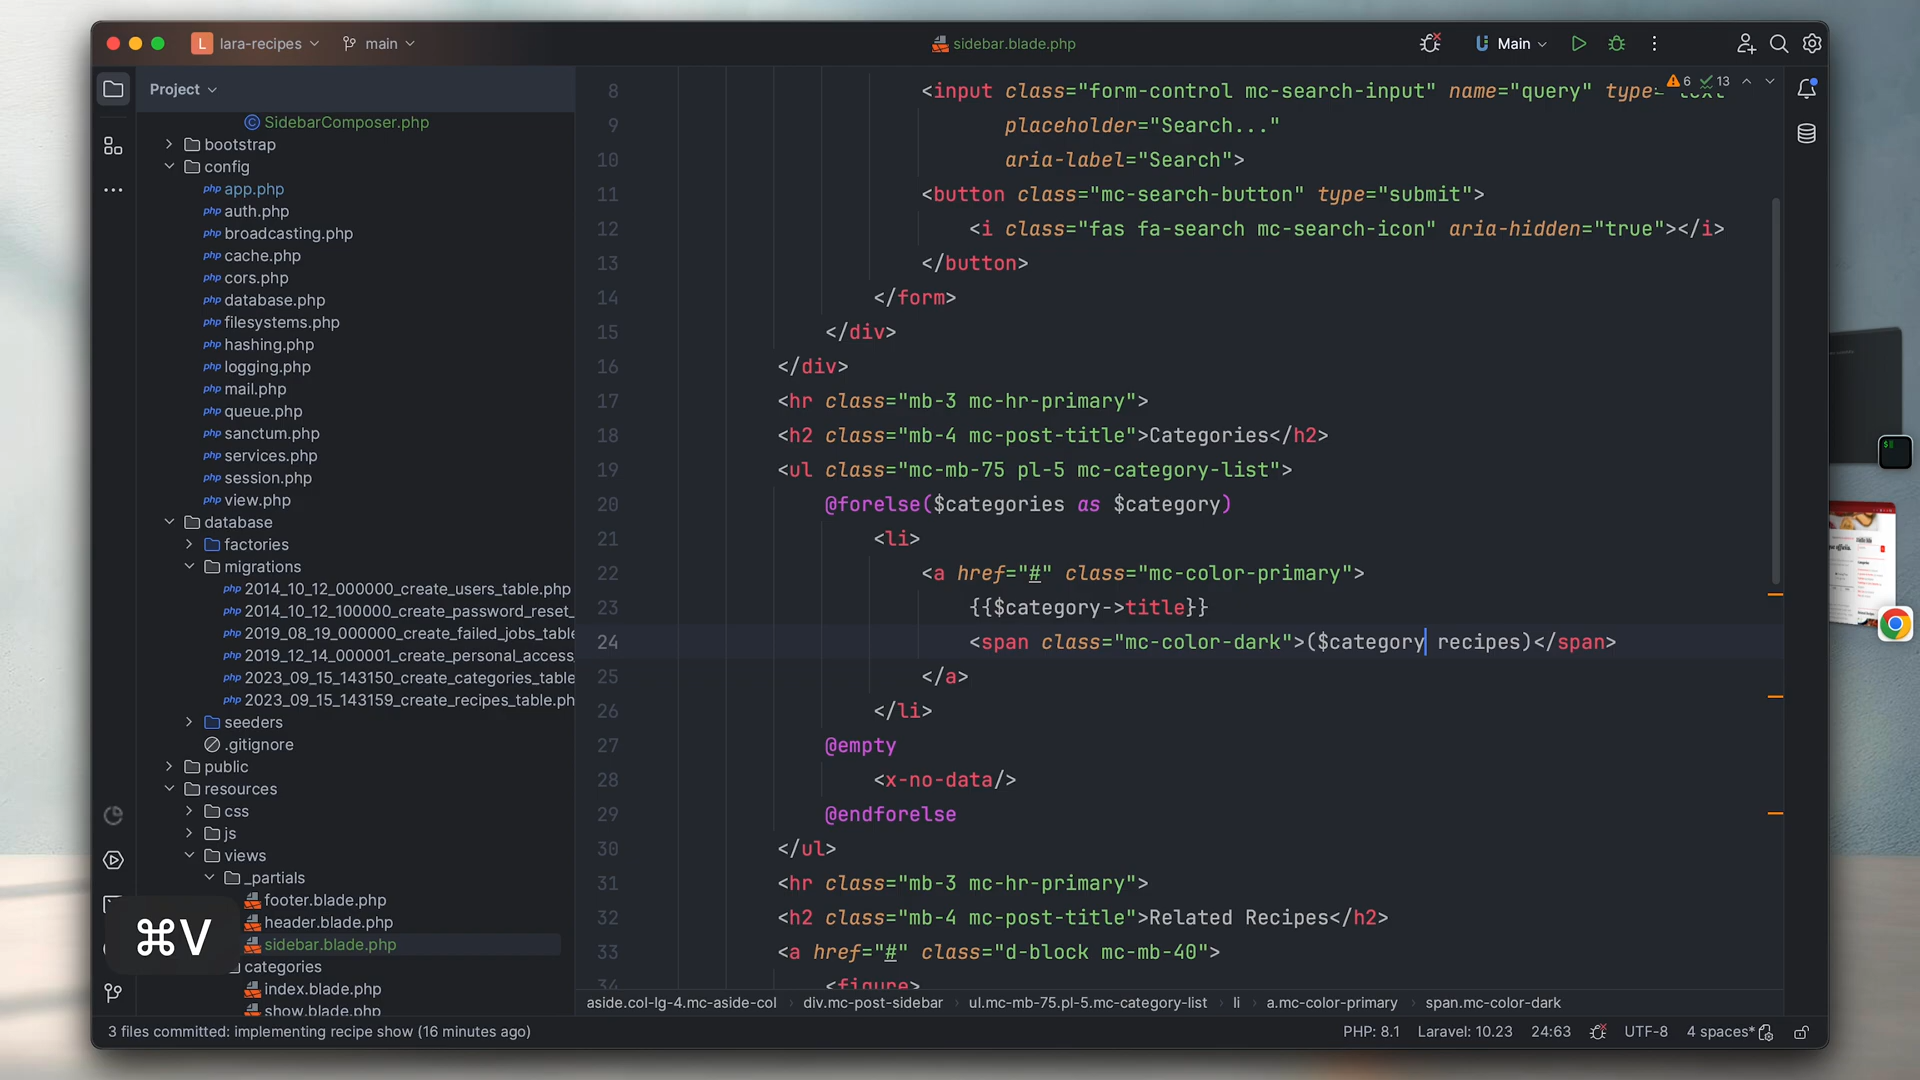 L lara-recipes
main
sidebar.blade.php
Main
Project
SidebarComposer.php
bootstrap
config
php app.php
php auth.php
php broadcasting.php
php cache.php
php cors.php
php database.php
php filesystems.php
php hashing.php
php logging.php
php mail.php
php queue.php
php sanctum.php
php services.php
php session.php
php view.php
database
factories
migrations
php 2014_10_12_000000_create_users_table.php
php 2014_10_12_100000_create_password_reset_
php 2019_08_19_000000_create_failed_jobs_table
php 2019_12_14_000001_create_personal_access_
php 2023_09_15_143150_create_categories_table
php 2023_09_15_143159_create_recipes_table.ph
seeders
.gitignore
public
resources
css
js
views
_partials
footer.blade.php
header.blade.php
sidebar.blade.php
categories
index.blade.php
show.blade.php
⌘V
6 13
8 <input class="form-control mc-search-input" name="query" type="text
9 placeholder="Search..."
10 aria-label="Search">
11 <button class="mc-search-button" type="submit">
12 <i class="fas fa-search mc-search-icon" aria-hidden="true"></i>
13 </button>
14 </form>
15 </div>
16 </div>
17 <hr class="mb-3 mc-hr-primary">
18 <h2 class="mb-4 mc-post-title">Categories</h2>
19 <ul class="mc-mb-75 pl-5 mc-category-list">
20 @forelse($categories as $category)
21 <li>
22 <a href="#" class="mc-color-primary">
23 {{$category->title}}
24 <span class="mc-color-dark">($category recipes)</span>
25 </a>
26 </li>
27 @empty
28 <x-no-data/>
29 @endforelse
30 </ul>
31 <hr class="mb-3 mc-hr-primary">
32 <h2 class="mb-4 mc-post-title">Related Recipes</h2>
33 <a href="#" class="d-block mc-mb-40">
34 <figure>
aside.col-lg-4.mc-aside-col › div.mc-post-sidebar › ul.mc-mb-75.pl-5.mc-category-list › li › a.mc-color-primary › span.mc-color-dark
3 files committed: implementing recipe show (16 minutes ago)
PHP: 8.1 Laravel: 10.23 24:63 UTF-8 4 spaces*